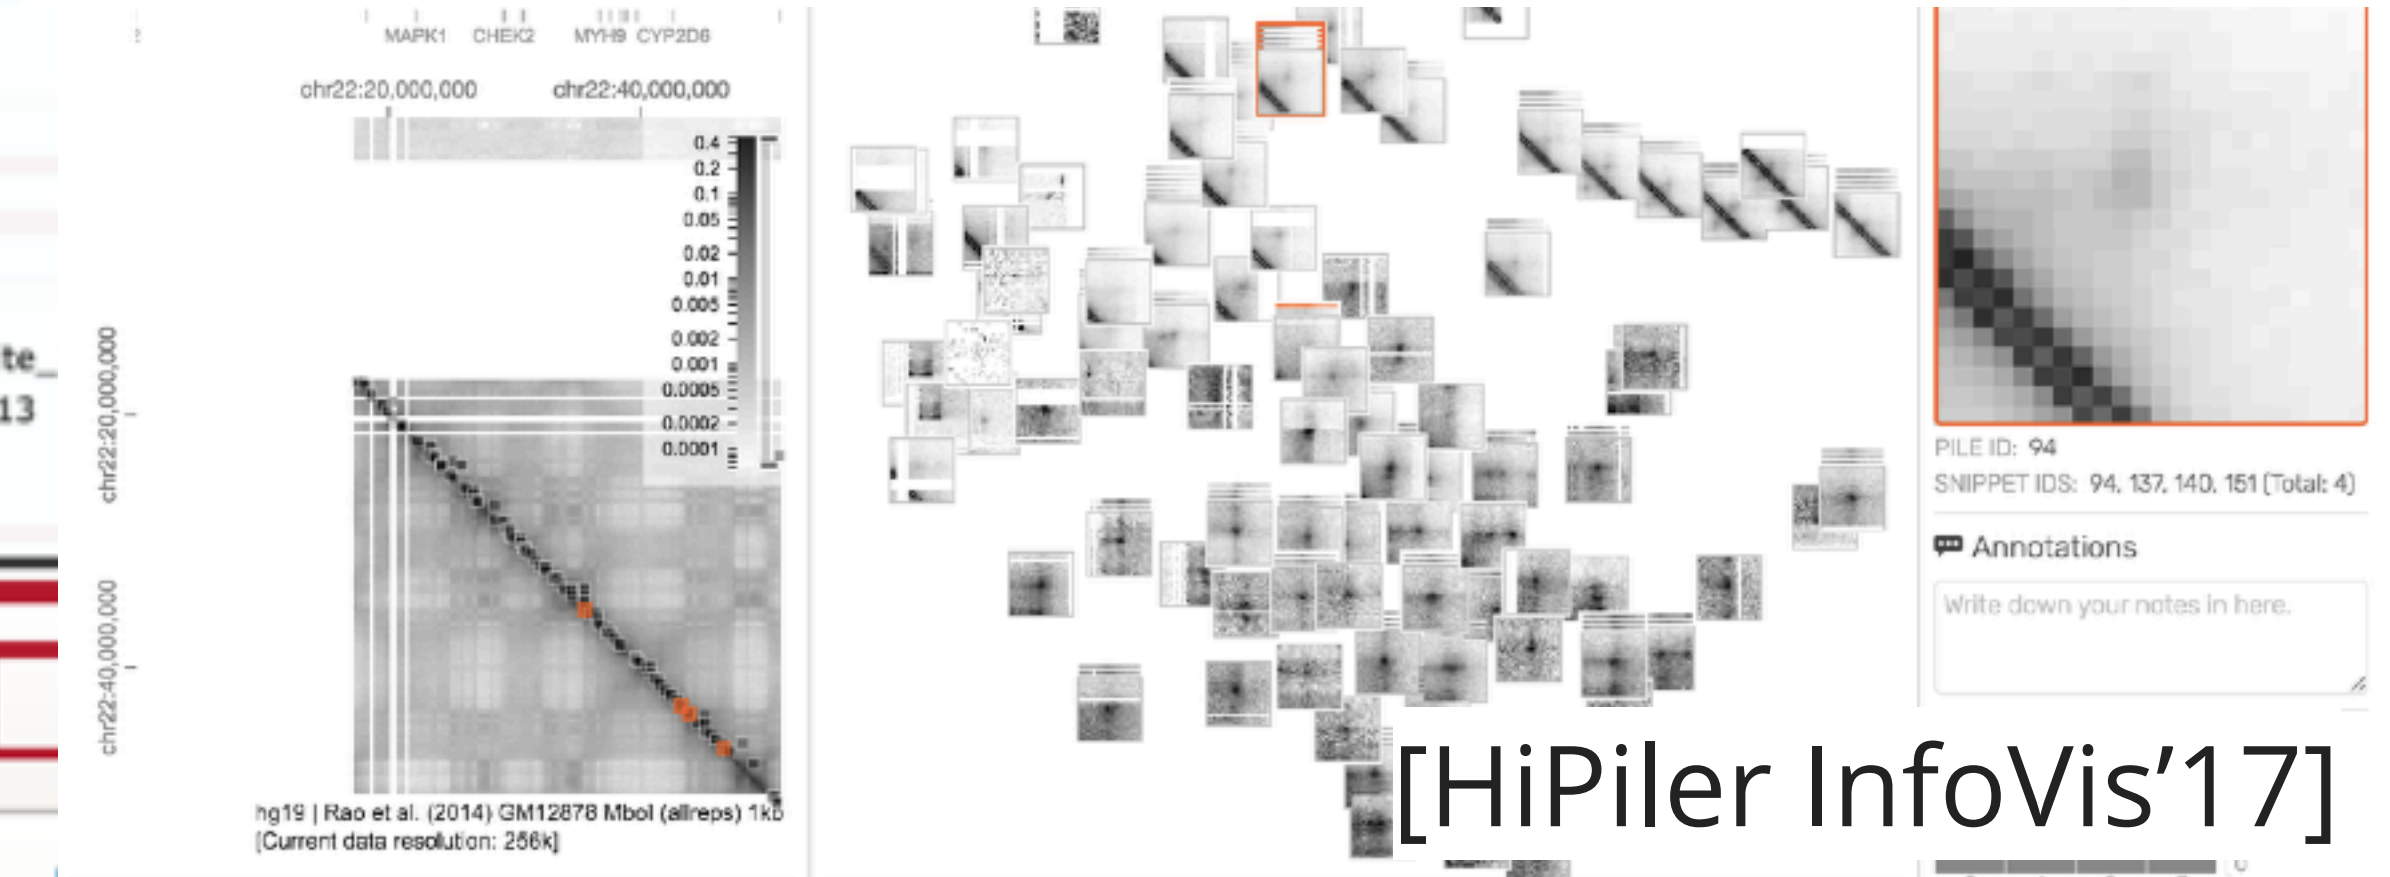 MAPK1 CHEK2 MYH9 CYP2D6
chr22:20,000,000 chr22:40,000,000
0.4
0.2
0.1
0.05
0.02
0.01
0.005
0.002
0.001
0.0005
0.0002
0.0001
chr22:20,000,000
chr22:40,000,000
te_
13
hg19 | Rao et al. (2014) GM12878 MboI (allreps) 1kb
[Current data resolution: 256k]
PILE ID: 94
SNIPPET IDS: 94, 137, 140, 151 (Total: 4)
Annotations
Write down your notes in here.
[HiPiler InfoVis’17]